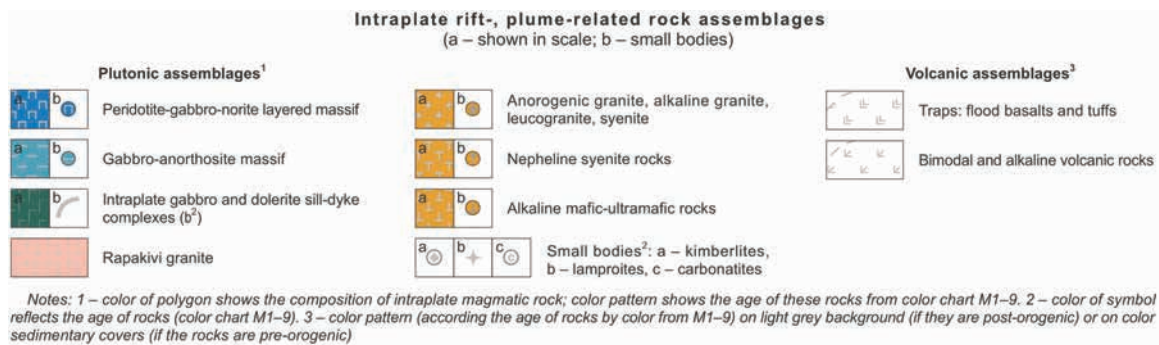 Intraplate rift-, plume-related rock assemblages
(a – shown in scale; b – small bodies)
Plutonic assemblages¹
a b Peridotite-gabbro-norite layered massif
a b Gabbro-anorthosite massif
a b Intraplate gabbro and dolerite sill-dyke
complexes (b²)
Rapakivi granite
a b Anorogenic granite, alkaline granite,
leucogranite, syenite
a b Nepheline syenite rocks
a b Alkaline mafic-ultramafic rocks
a b c Small bodies²: a – kimberlites,
b – lamproites, c – carbonatites
Volcanic assemblages³
Traps: flood basalts and tuffs
Bimodal and alkaline volcanic rocks
Notes: 1 – color of polygon shows the composition of intraplate magmatic rock; color pattern shows the age of these rocks from color chart M1–9. 2 – color of symbol
reflects the age of rocks (color chart M1–9). 3 – color pattern (according the age of rocks by color from M1–9) on light grey background (if they are post-orogenic) or on color
sedimentary covers (if the rocks are pre-orogenic)